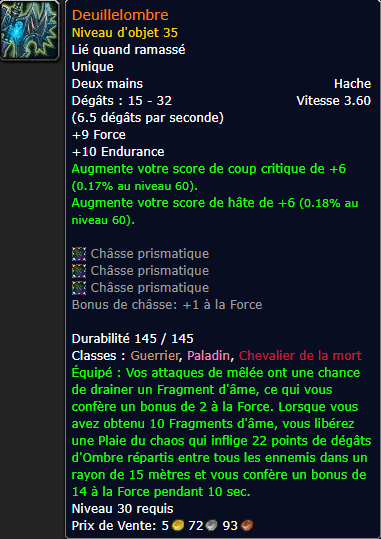 Deuillelombre
Niveau d'objet 35
Lié quand ramassé
Unique
Deux mains Hache
Dégâts : 15 - 32 Vitesse 3.60
(6.5 dégâts par seconde)
+9 Force
+10 Endurance
Augmente votre score de coup critique de +6
(0.17% au niveau 60).
Augmente votre score de hâte de +6 (0.18% au
niveau 60).
Châsse prismatique
Châsse prismatique
Châsse prismatique
Bonus de châsse: +1 à la Force
Durabilité 145 / 145
Classes : Guerrier, Paladin, Chevalier de la mort
Équipé : Vos attaques de mêlée ont une chance
de drainer un Fragment d'âme, ce qui vous
confère un bonus de 2 à la Force. Lorsque vous
avez obtenu 10 Fragments d'âme, vous libérez
une Plaie du chaos qui inflige 22 points de dégâts
d'Ombre répartis entre tous les ennemis dans un
rayon de 15 mètres et vous confère un bonus de
14 à la Force pendant 10 sec.
Niveau 30 requis
Prix de Vente: 5 72 93